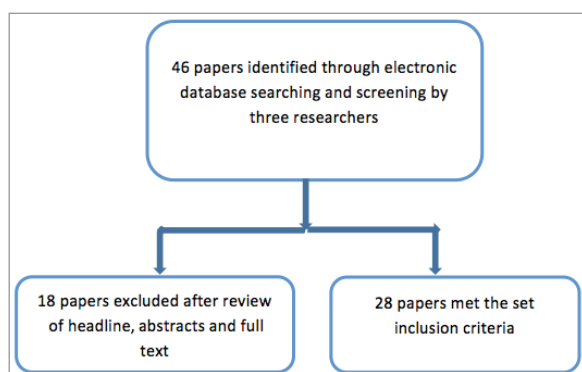 46 papers identified through electronic
database searching and screening by
three researchers
18 papers excluded after review
of headline, abstracts and full
text
28 papers met the set
inclusion criteria